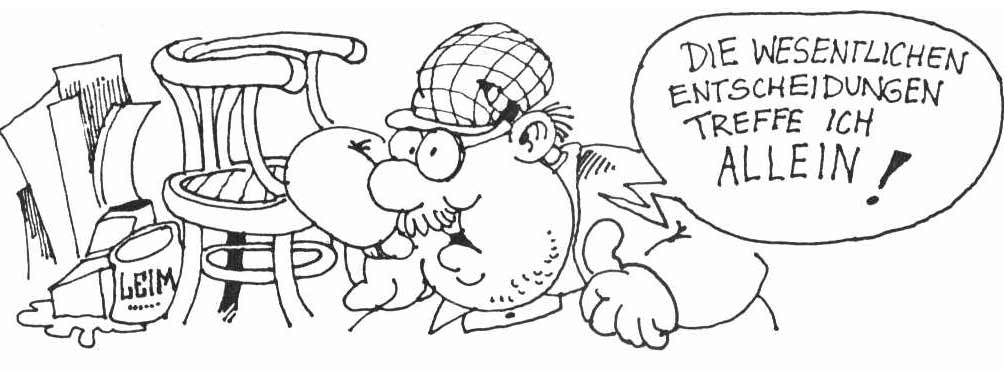 DIE WESENTLICHEN
ENTSCHEIDUNGEN
TREFFE ICH
ALLEIN!
LEIM